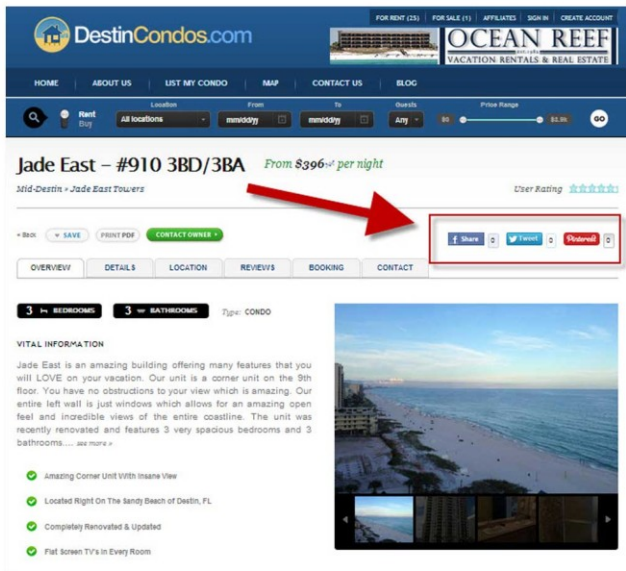 FOR RENT (25) | FOR SALE (1) | AFFILIATES | SIGN IN | CREATE ACCOUNT
DestinCondos.com
OCEAN REEF
VACATION RENTALS & REAL ESTATE
HOME | ABOUT US | LIST MY CONDO | MAP | CONTACT US | BLOG
Location From To Guests Price Range
Rent
Buy
All locations mm/dd/yy mm/dd/yy Any $0 GO
Jade East – #910 3BD/3BA From $396 per night
Mid-Destin » Jade East Towers User Rating
« Back SAVE PRINT PDF CONTACT OWNER Share 0 Tweet 0 Pinterest 0
OVERVIEW DETAILS LOCATION REVIEWS BOOKING CONTACT
3 BEDROOMS 3 BATHROOMS Type: CONDO
VITAL INFORMATION
Jade East is an amazing building offering many features that you
will LOVE on your vacation. Our unit is a corner unit on the 9th
floor. You have no obstructions to your view which is amazing. Our
entire left wall is just windows which allows for an amazing open
feel and incredible views of the entire coastline. The unit was
recently renovated and features 3 very spacious bedrooms and 3
bathrooms.... see more »
Amazing Corner Unit With Insane View
Located Right On The Sandy Beach of Destin, FL
Completely Renovated & Updated
Flat Screen TV's In Every Room